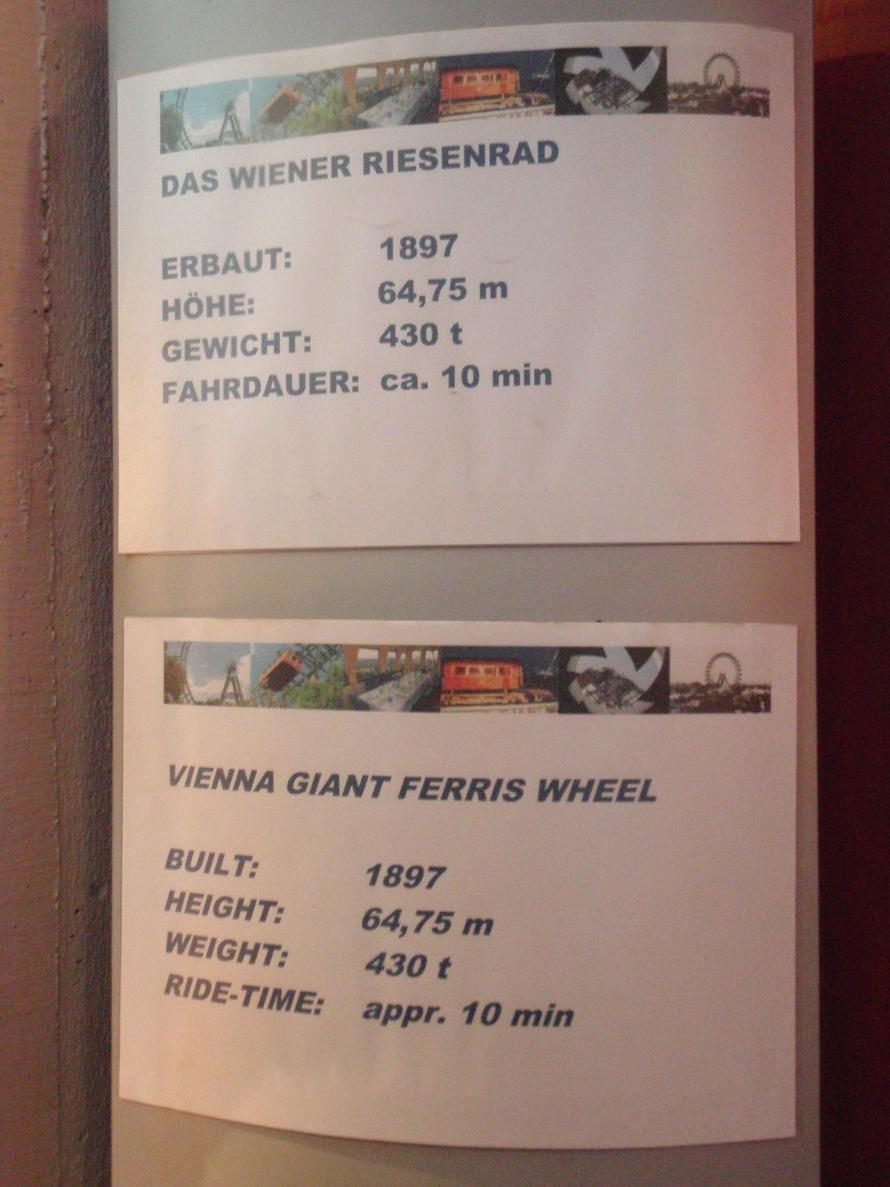 DAS WIENER RIESENRAD
ERBAUT: 1897
HÖHE: 64,75 m
GEWICHT: 430 t
FAHRDAUER: ca. 10 min
VIENNA GIANT FERRIS WHEEL
BUILT: 1897
HEIGHT: 64,75 m
WEIGHT: 430 t
RIDE-TIME: appr. 10 min